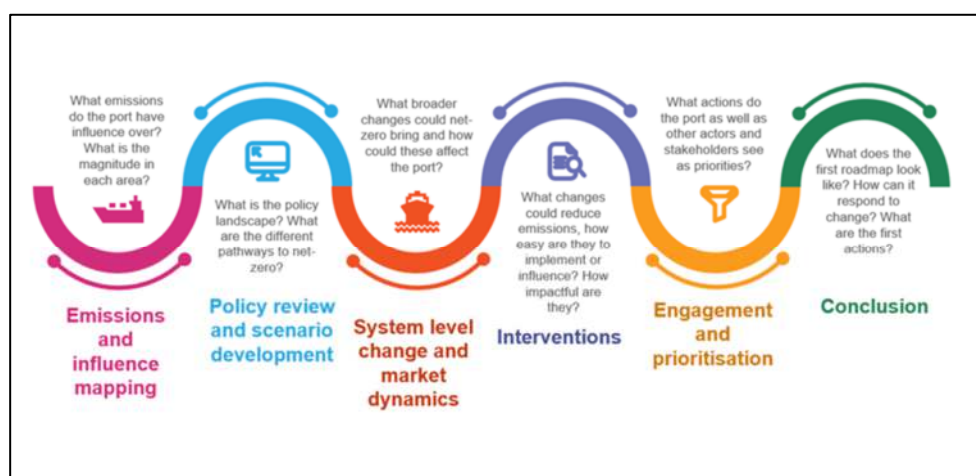 What emissions
do the port have
influence over?
What is the
magnitude in
each area?
Emissions
and
influence
mapping
What is the policy
landscape? What
are the different
pathways to net-
zero?
Policy review
and scenario
development
What broader
changes could net-
zero bring and how
could these affect
the port?
System level
change and
market
dynamics
What changes
could reduce
emissions, how
easy are they to
implement or
influence? How
impactful are
they?
Interventions
What actions do
the port as well as
other actors and
stakeholders see
as priorities?
Engagement
and
prioritisation
What does the
first roadmap look
like? How can it
respond to
change? What
are the first
actions?
Conclusion